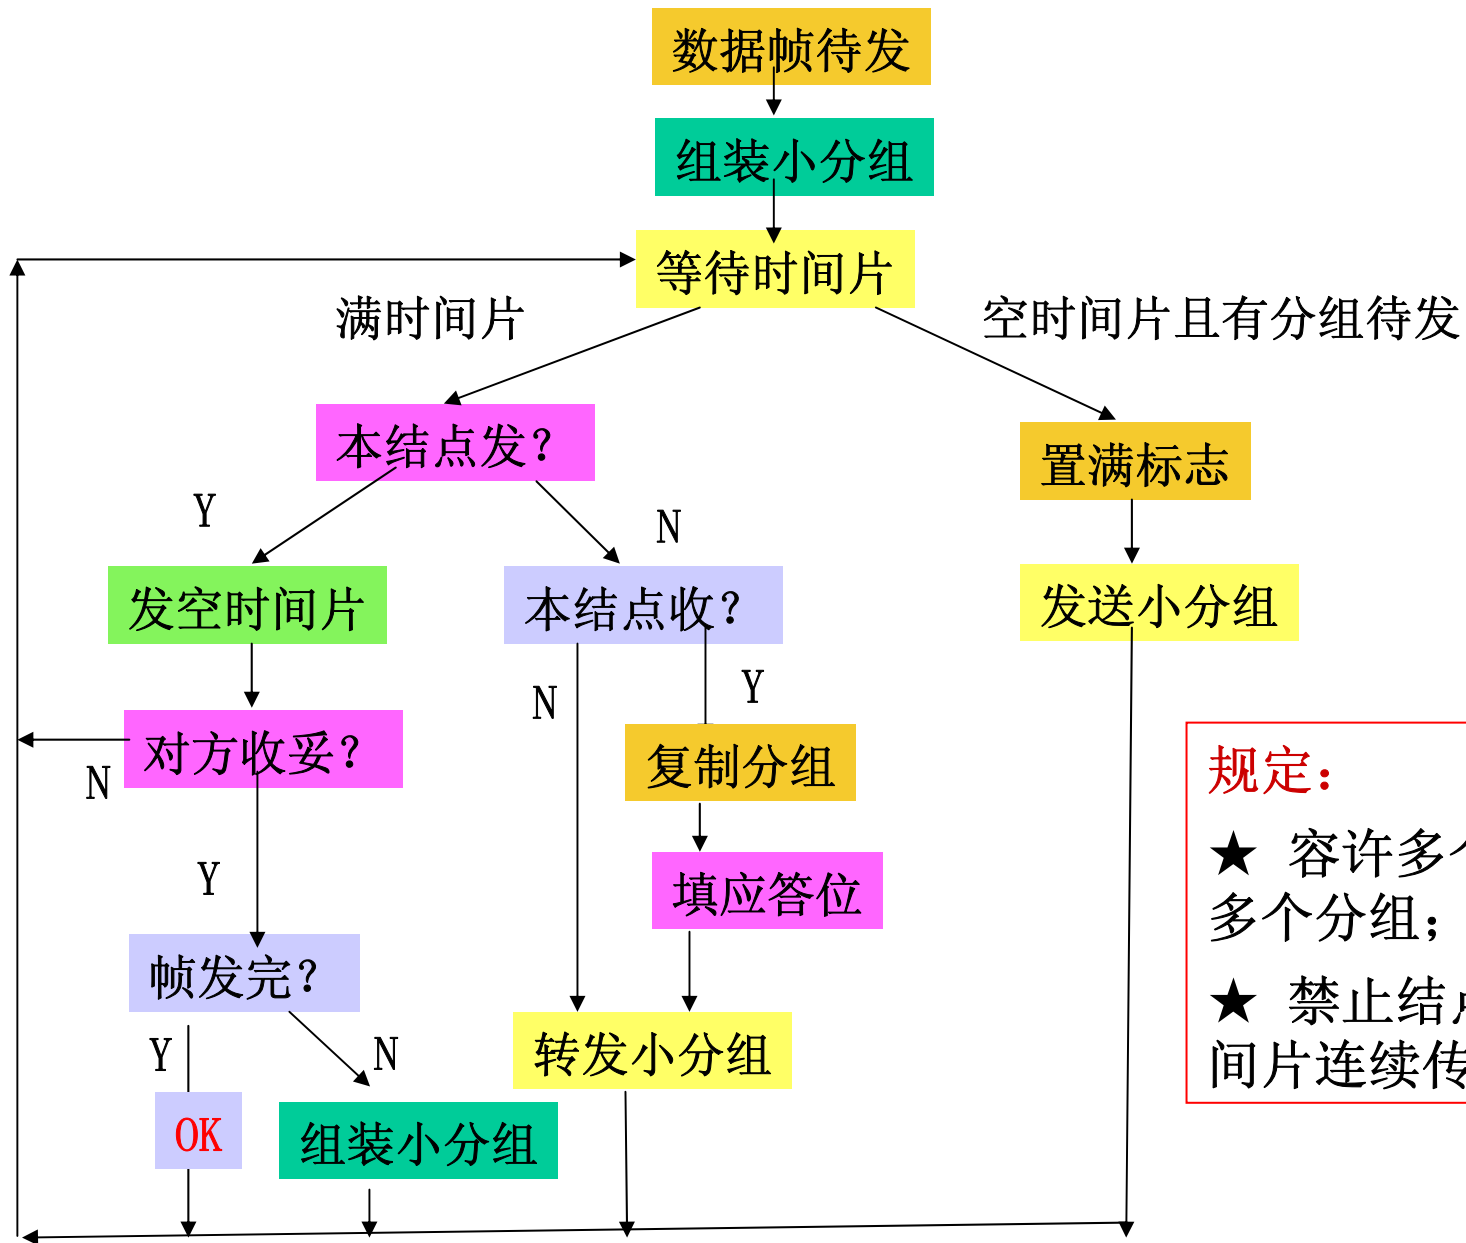 数据帧待发
组装小分组
等待时间片
满时间片
空时间片且有分组待发
本结点发?
置满标志
Y
N
发空时间片
本结点收?
发送小分组
N
Y
对方收妥?
复制分组
N
规定：
Y
填应答位
★ 容许多个
多个分组；
帧发完?
★ 禁止结点
间片连续传
Y
N
转发小分组
OK
组装小分组